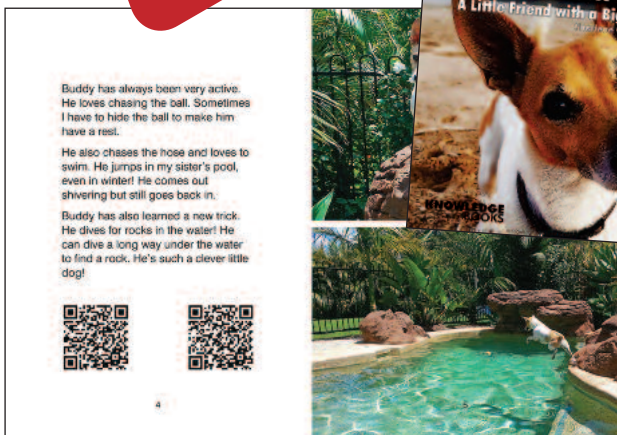 A Little Friend with a Big
KNOWLEDGE
BOOKS
Buddy has always been very active.
He loves chasing the ball. Sometimes
I have to hide the ball to make him
have a rest.
He also chases the hose and loves to
swim. He jumps in my sister's pool,
even in winter! He comes out
shivering but still goes back in.
Buddy has also learned a new trick.
He dives for rocks in the water! He
can dive a long way under the water
to find a rock. He's such a clever little
dog!
4